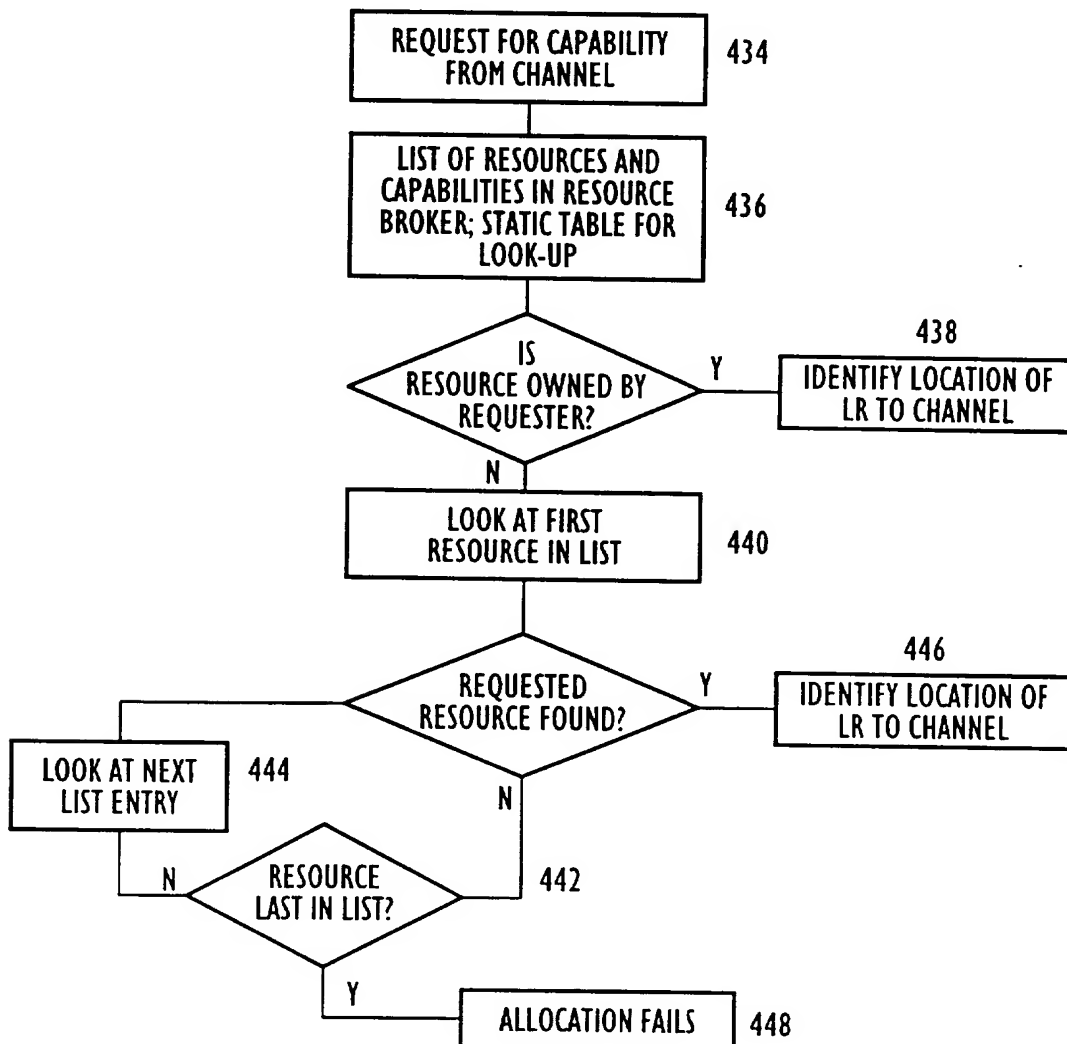 REQUEST FOR CAPABILITY
FROM CHANNEL
434
LIST OF RESOURCES AND
CAPABILITIES IN RESOURCE
BROKER; STATIC TABLE FOR
LOOK-UP
436
IS
RESOURCE OWNED BY
REQUESTER?
Y
438
IDENTIFY LOCATION OF
LR TO CHANNEL
N
LOOK AT FIRST
RESOURCE IN LIST
440
REQUESTED
RESOURCE FOUND?
Y
446
IDENTIFY LOCATION OF
LR TO CHANNEL
LOOK AT NEXT
LIST ENTRY
444
N
N
RESOURCE
LAST IN LIST?
442
Y
ALLOCATION FAILS
448